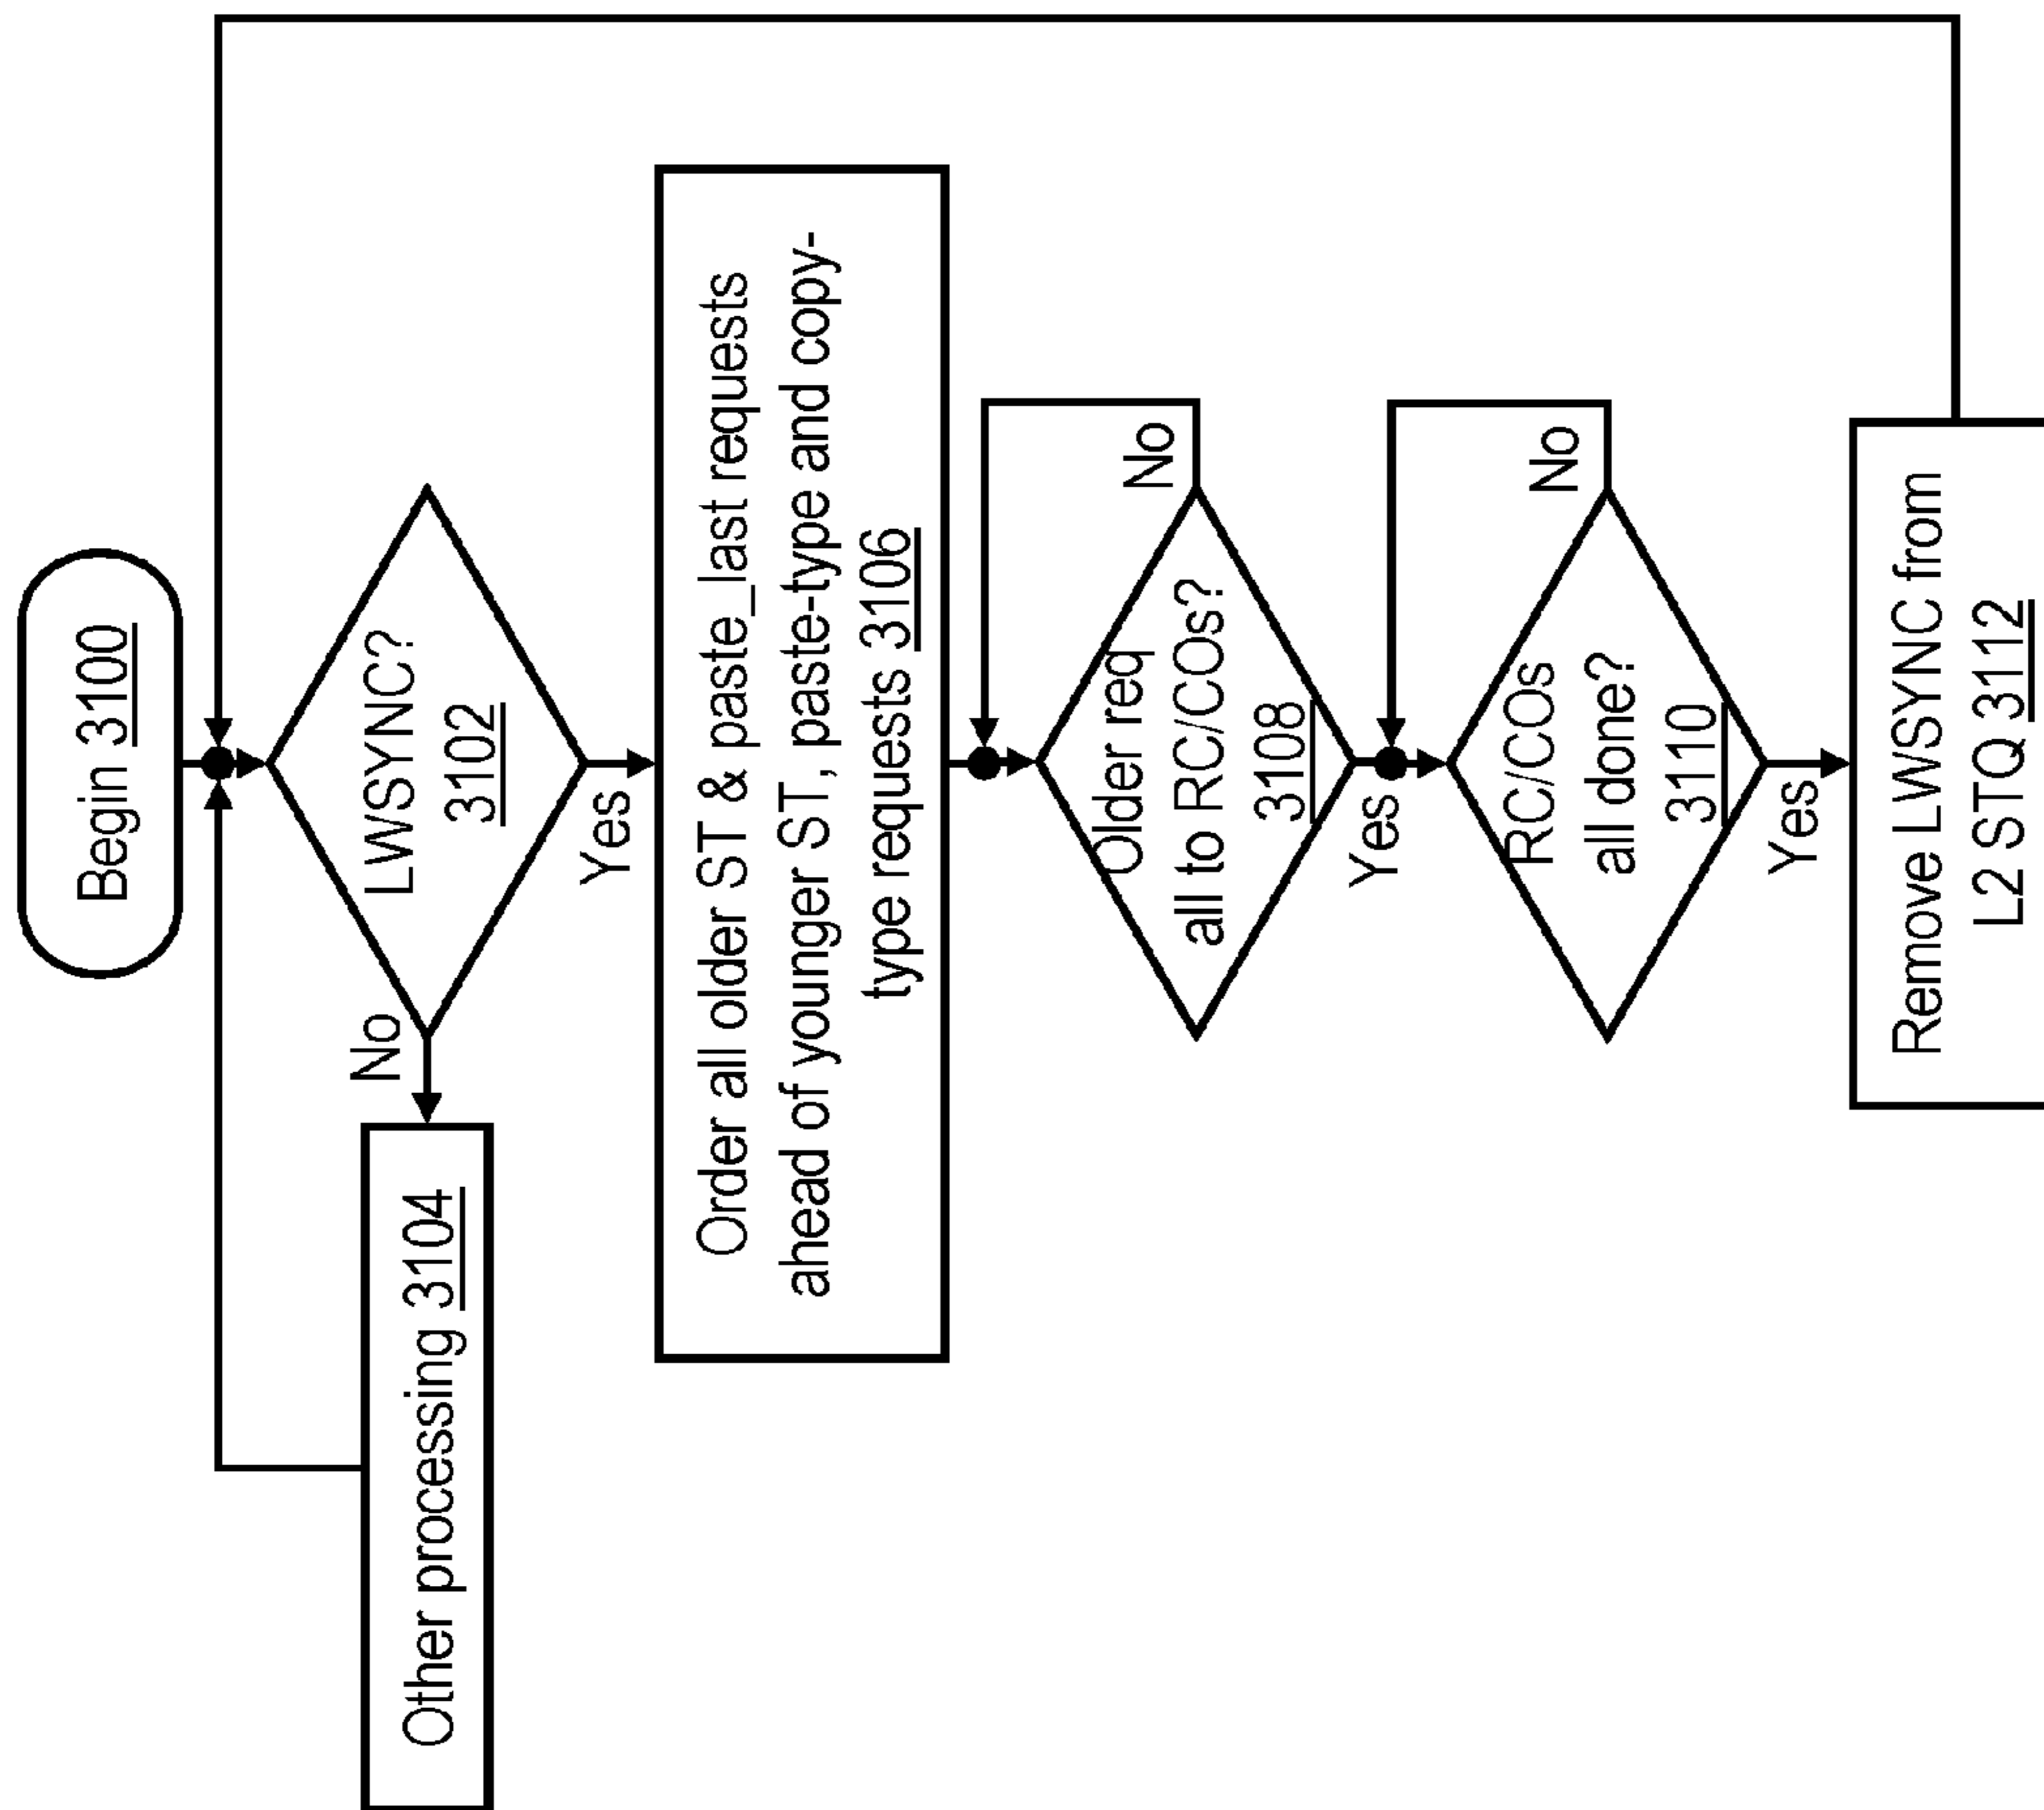 Begin 3100
LWSYNC?
3102
No
Other processing 3104
Yes
Order all older ST & paste_last requests
ahead of younger ST, paste-type and copy-
type requests 3106
Older req
all to RC/COs?
3108
No
Yes
RC/COs
all done?
3110
No
Yes
Remove LWSYNC from
L2 STQ 3112